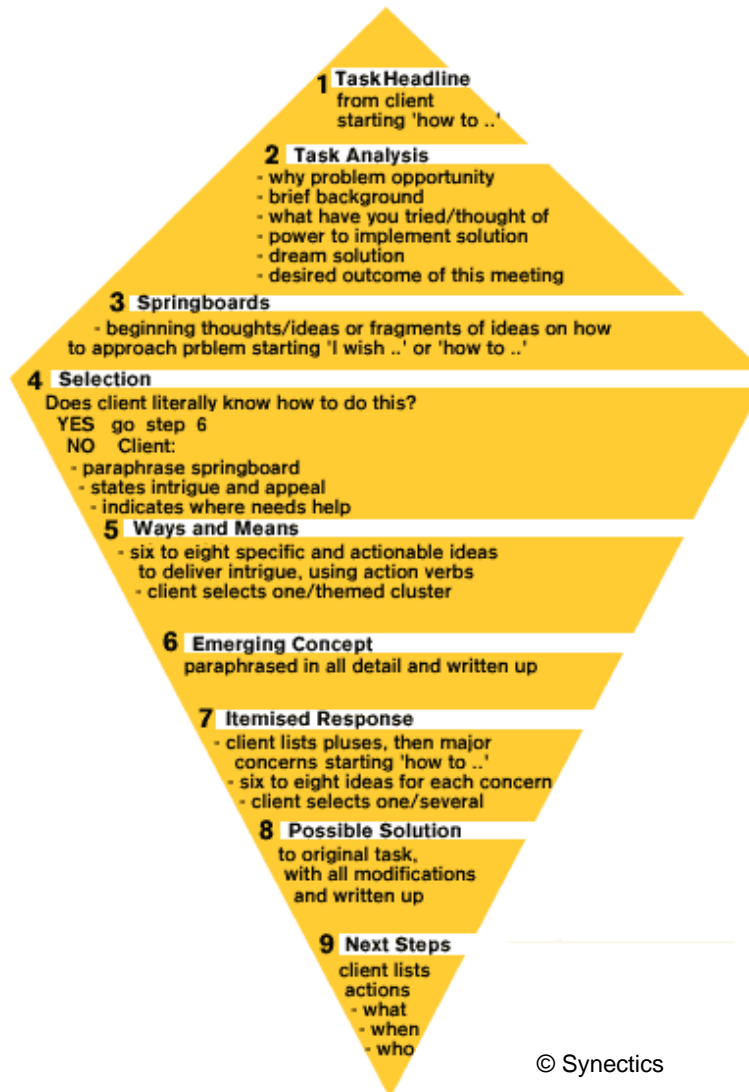 1 Task Headline
from client
starting 'how to ..'
2 Task Analysis
- why problem opportunity
- brief background
- what have you tried/thought of
- power to implement solution
- dream solution
- desired outcome of this meeting
3 Springboards
- beginning thoughts/ideas or fragments of ideas on how
to approach prblem starting 'I wish ..' or 'how to ..'
4 Selection
Does client literally know how to do this?
YES go step 6
NO Client:
- paraphrase springboard
- states intrigue and appeal
- indicates where needs help
5 Ways and Means
- six to eight specific and actionable ideas
to deliver intrigue, using action verbs
- client selects one/themed cluster
6 Emerging Concept
paraphrased in all detail and written up
7 Itemised Response
- client lists pluses, then major
concerns starting 'how to ..'
- six to eight ideas for each concern
- client selects one/several
8 Possible Solution
to original task,
with all modifications
and written up
9 Next Steps
client lists
actions
- what
- when
- who
© Synectics